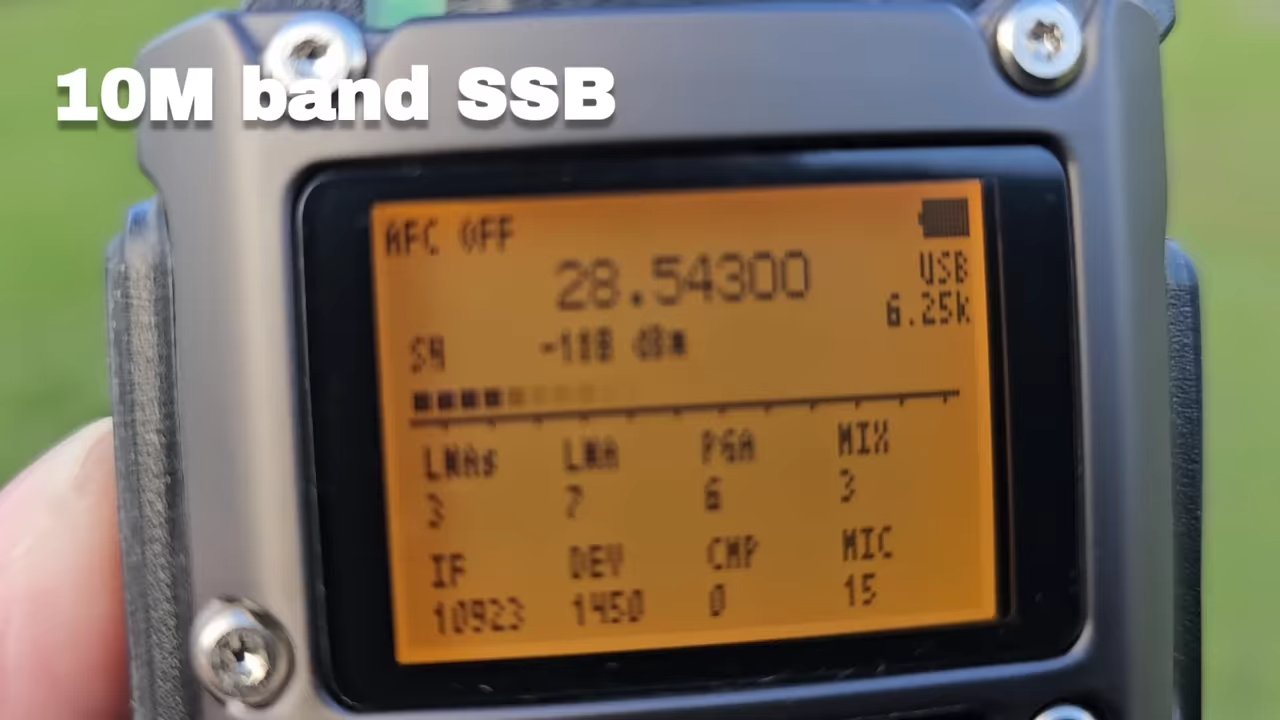 10M band SSB
AFC OFF
28.54300
USB
6.25k
-118 dBm
LNAs LNA PGA MIX
3 7 6 3
IF DEV CMP MIC
10923 1450 0 15